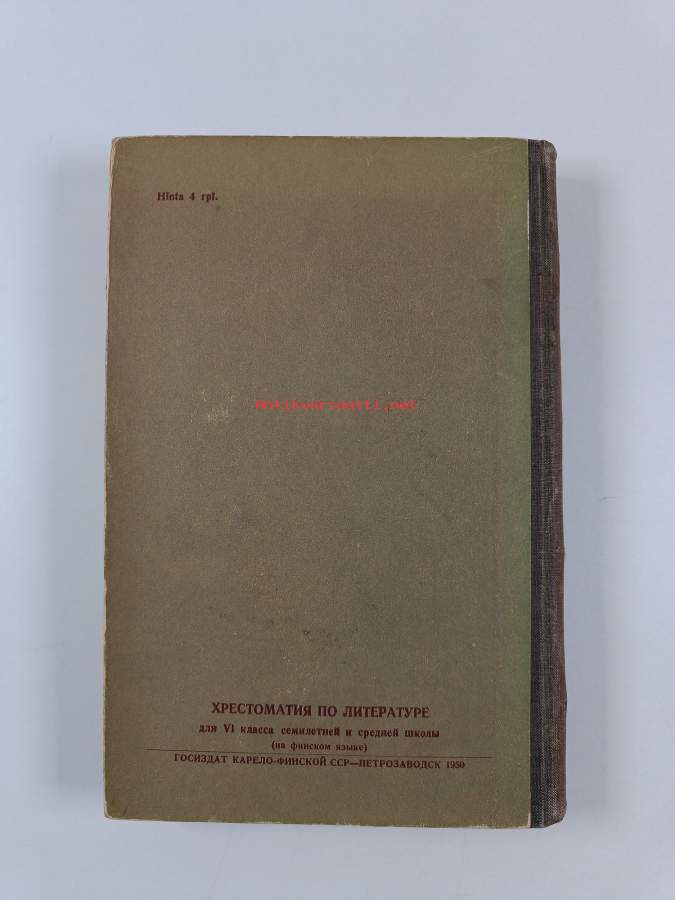 Hinta 4 rpl.
Antikvariaatti.net
ХРЕСТОМАТИЯ ПО ЛИТЕРАТУРЕ
для VI класса семилетней и средней школы
(на финском языке)
ГОСИЗДАТ КАРЕЛО-ФИНСКОЙ ССР—ПЕТРОЗАВОДСК 1950